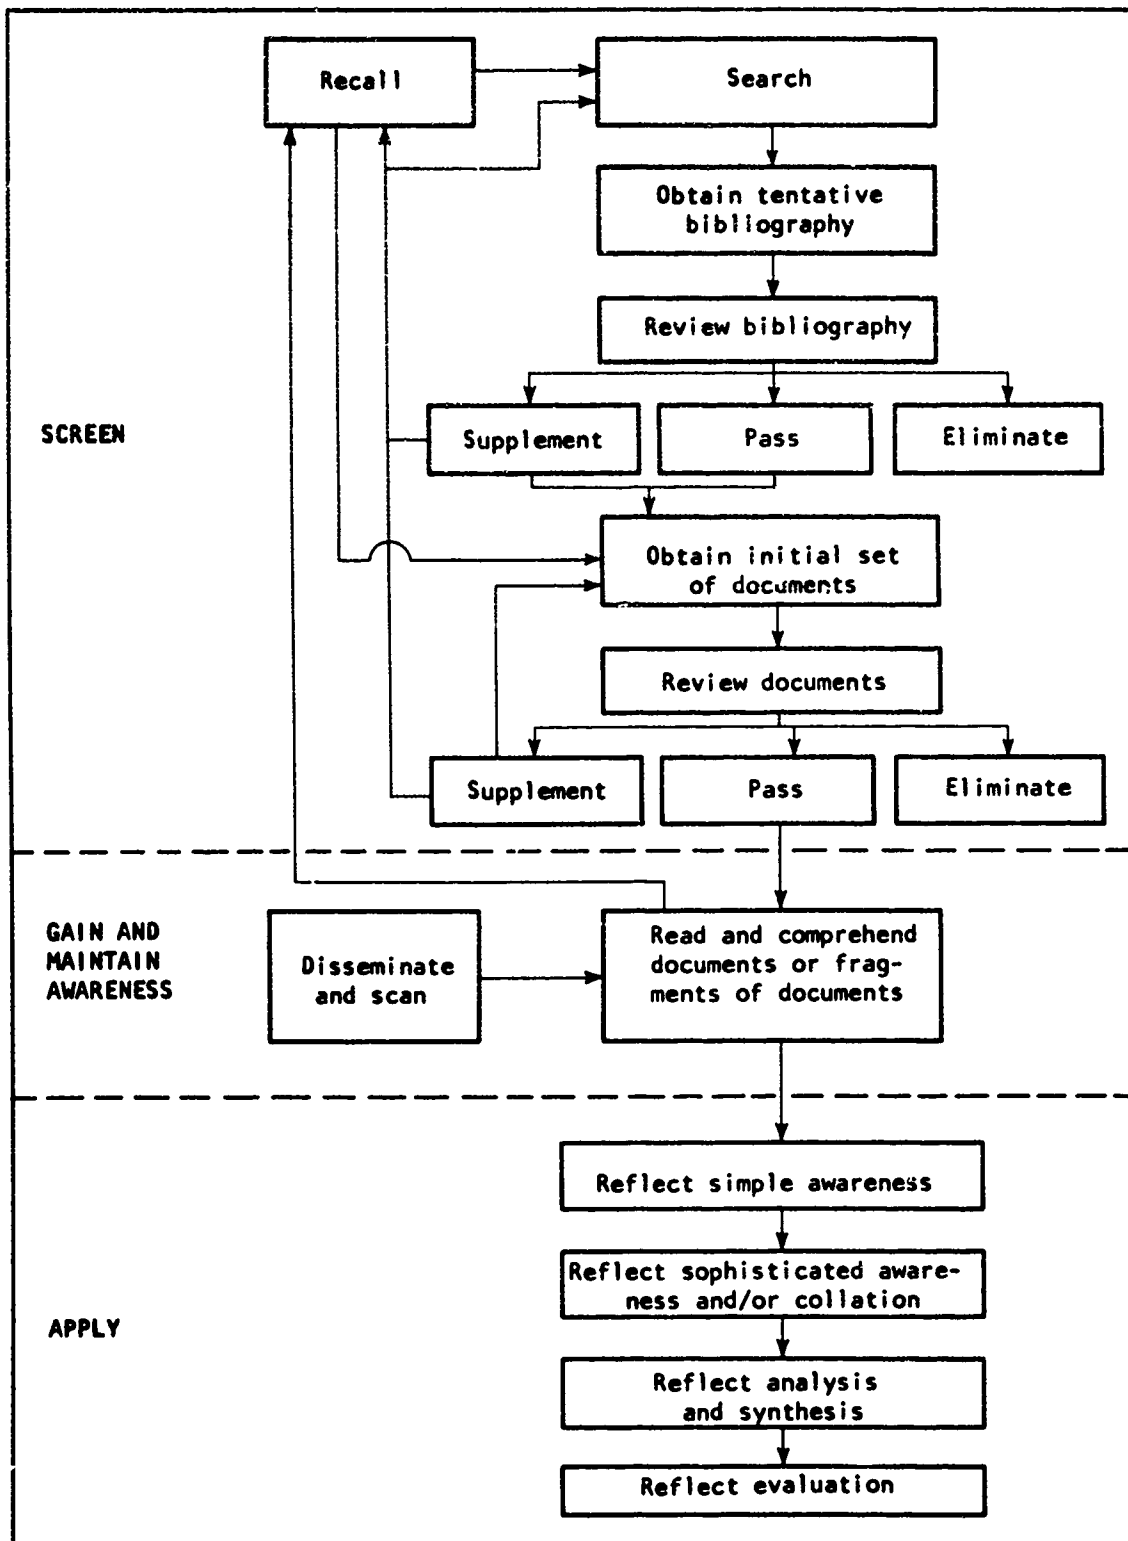 Recall
Search
Obtain tentative
bibliography
Review bibliography
SCREEN
Supplement
Pass
Eliminate
Obtain initial set
of documents
Review documents
Supplement
Pass
Eliminate
GAIN AND
MAINTAIN
AWARENESS
Disseminate
and scan
Read and comprehend
documents or frag-
ments of documents
APPLY
Reflect simple awareness
Reflect sophisticated aware-
ness and/or collation
Reflect analysis
and synthesis
Reflect evaluation